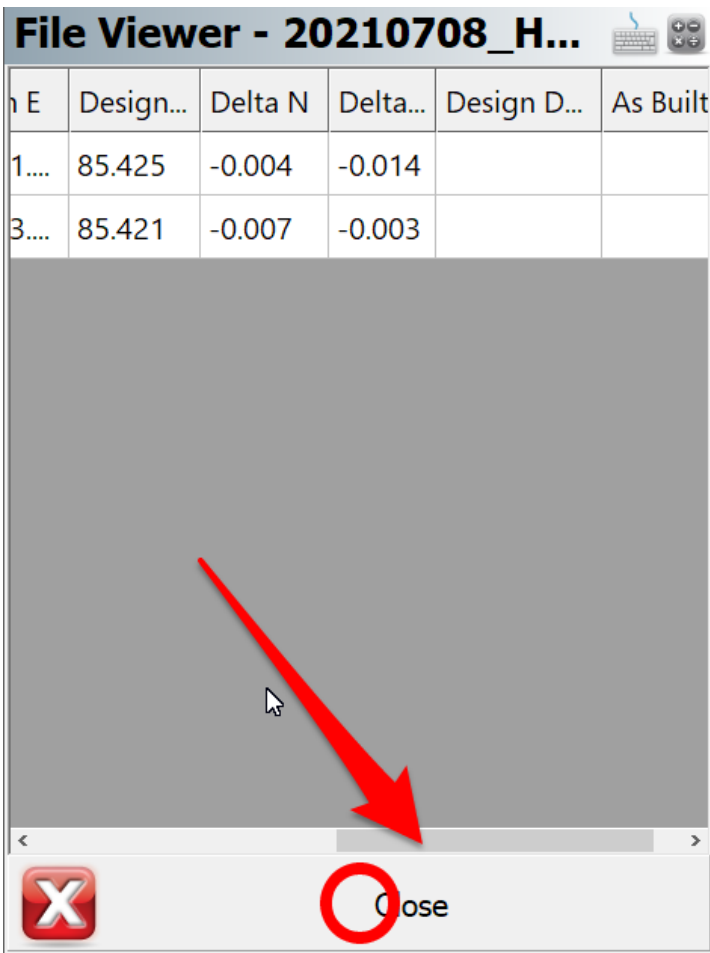 File Viewer - 20210708_H...
E Design... Delta N Delta... Design D... As Built
1.... 85.425 -0.004 -0.014
3.... 85.421 -0.007 -0.003
Close